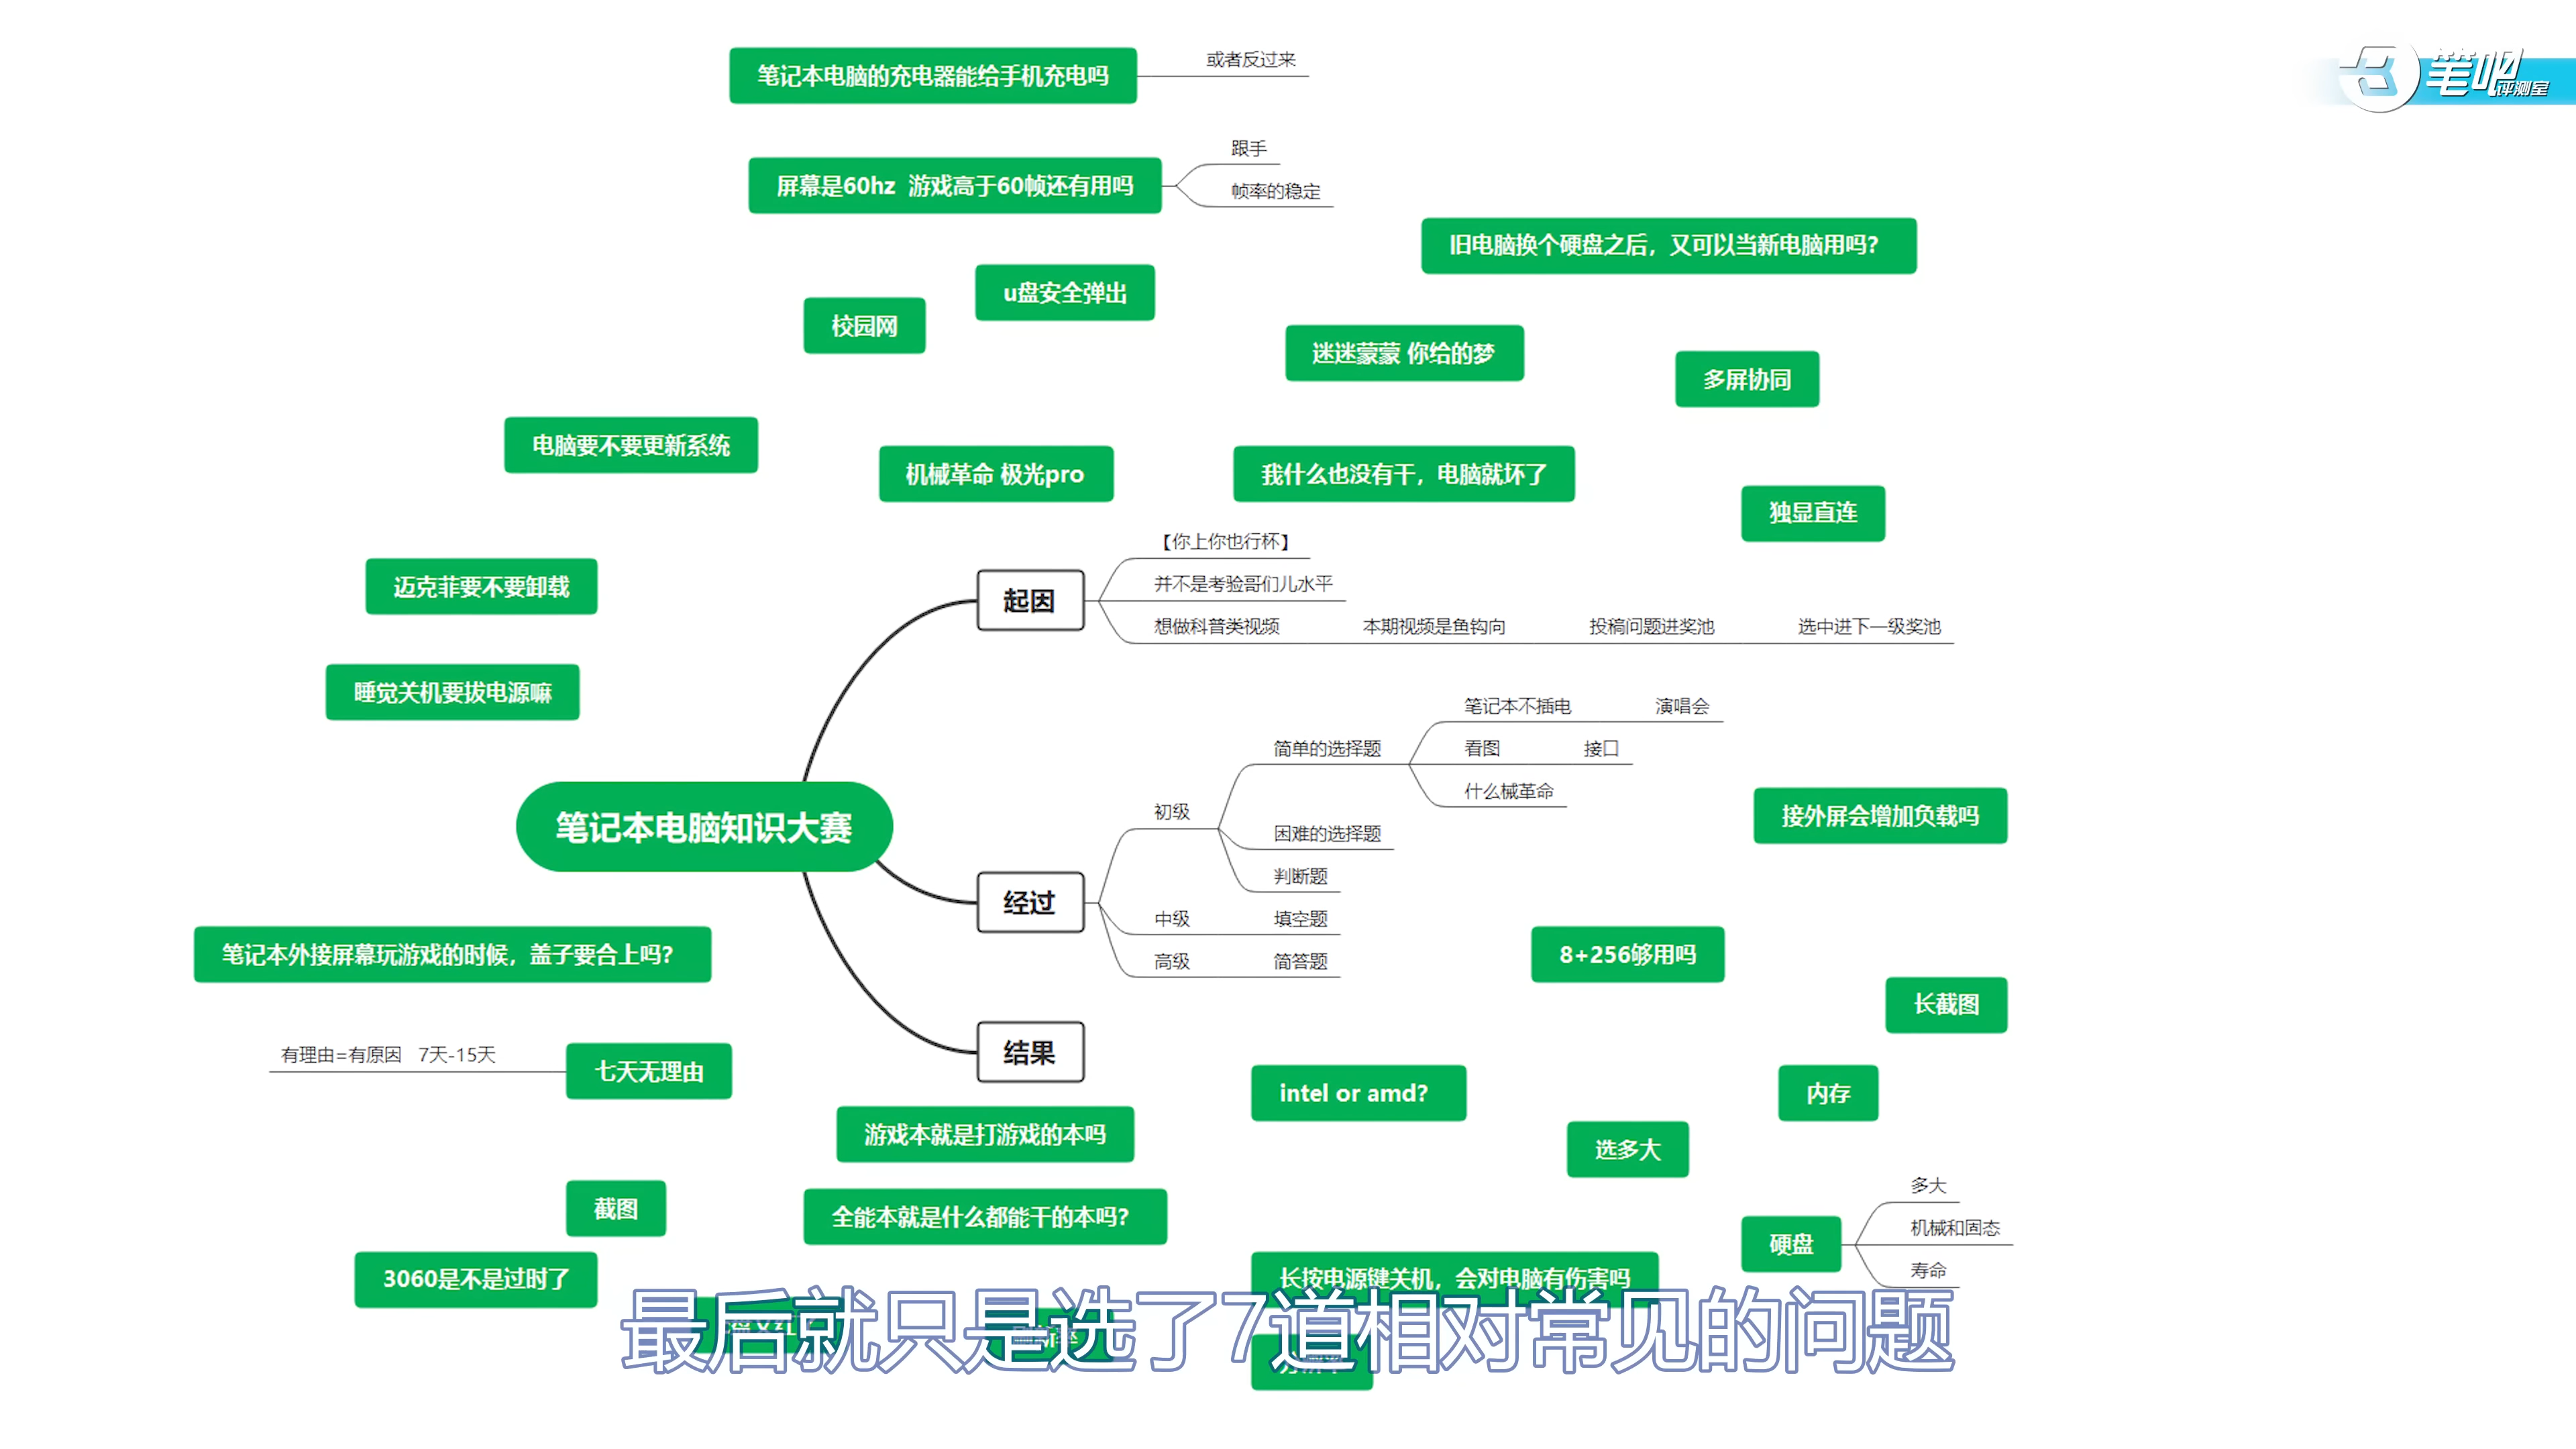 笔记本电脑的充电器能给手机充电吗
或者反过来
笔吧
评测室
屏幕是60hz 游戏高于60帧还有用吗
跟手
帧率的稳定
旧电脑换个硬盘之后，又可以当新电脑用吗?
u盘安全弹出
校园网
迷迷蒙蒙 你给的梦
多屏协同
电脑要不要更新系统
机械革命 极光pro
我什么也没有干，电脑就坏了
独显直连
迈克菲要不要卸载
起因
【你上你也行杯】
并不是考验哥们儿水平
想做科普类视频
本期视频是鱼钩向
投稿问题进奖池
选中进下一级奖池
睡觉关机要拔电源嘛
笔记本电脑知识大赛
经过
初级
简单的选择题
笔记本不插电
演唱会
看图
接口
什么械革命
困难的选择题
判断题
中级
填空题
高级
简答题
接外屏会增加负载吗
笔记本外接屏幕玩游戏的时候，盖子要合上吗?
8+256够用吗
长截图
结果
有理由=有原因 7天-15天
七天无理由
intel or amd?
内存
游戏本就是打游戏的本吗
选多大
截图
全能本就是什么都能干的本吗?
硬盘
多大
机械和固态
寿命
3060是不是过时了
长按电源键关机，会对电脑有伤害吗
最后就只是选了7道相对常见的问题